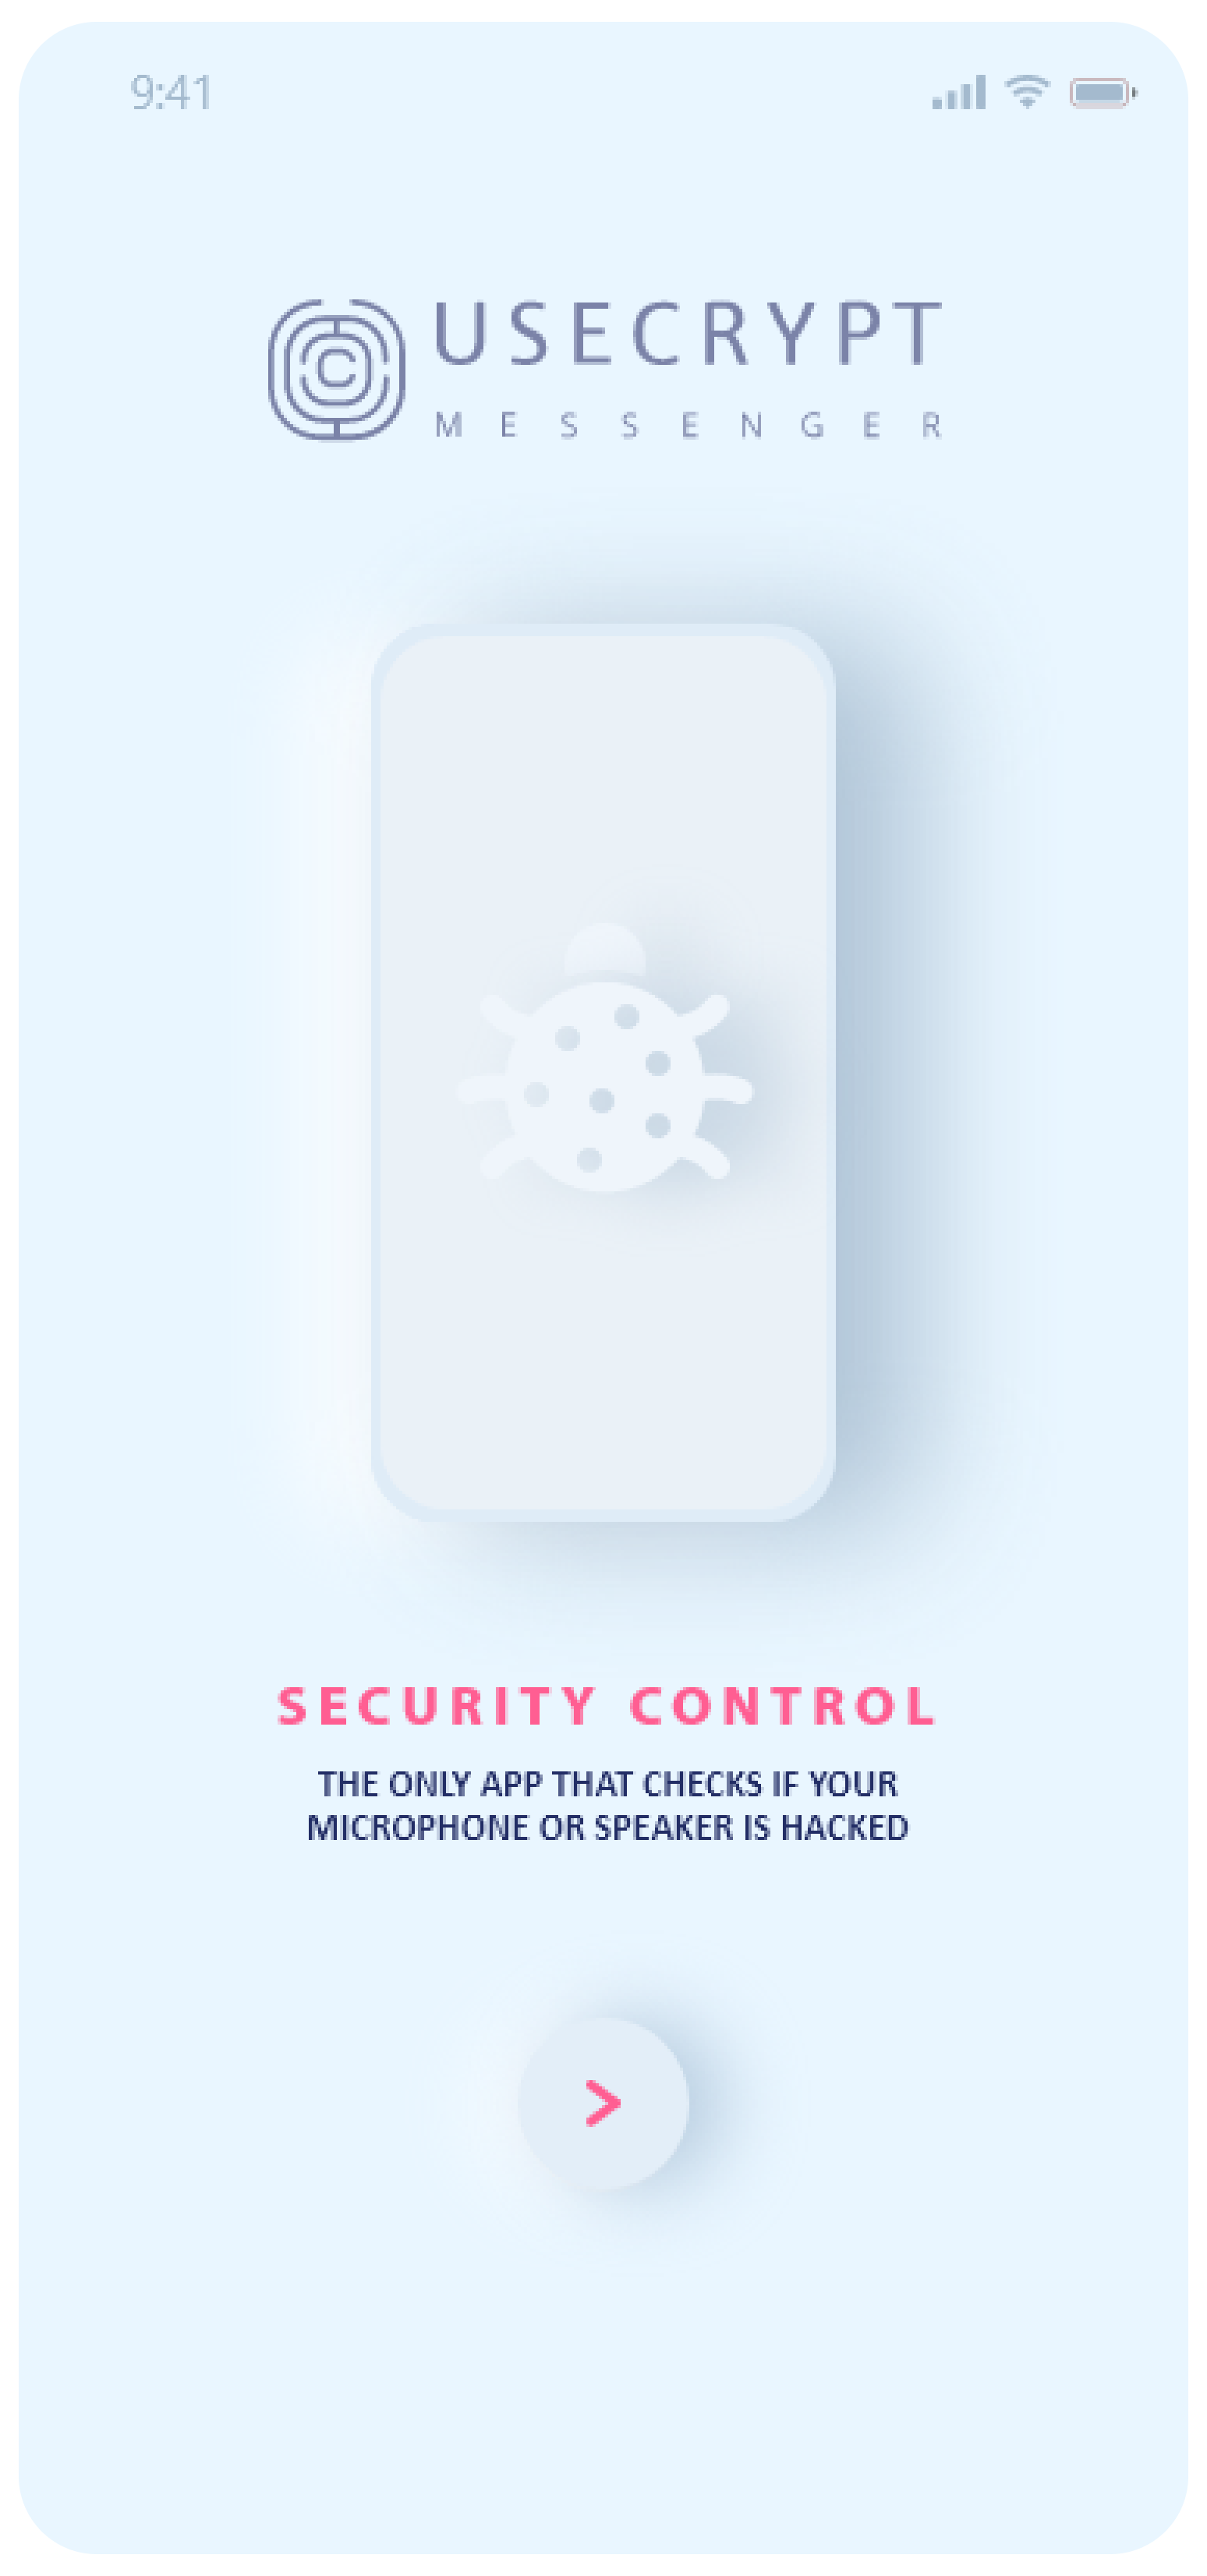 9:41
USECRYPT
MESSENGER
SECURITY CONTROL
THE ONLY APP THAT CHECKS IF YOUR
MICROPHONE OR SPEAKER IS HACKED